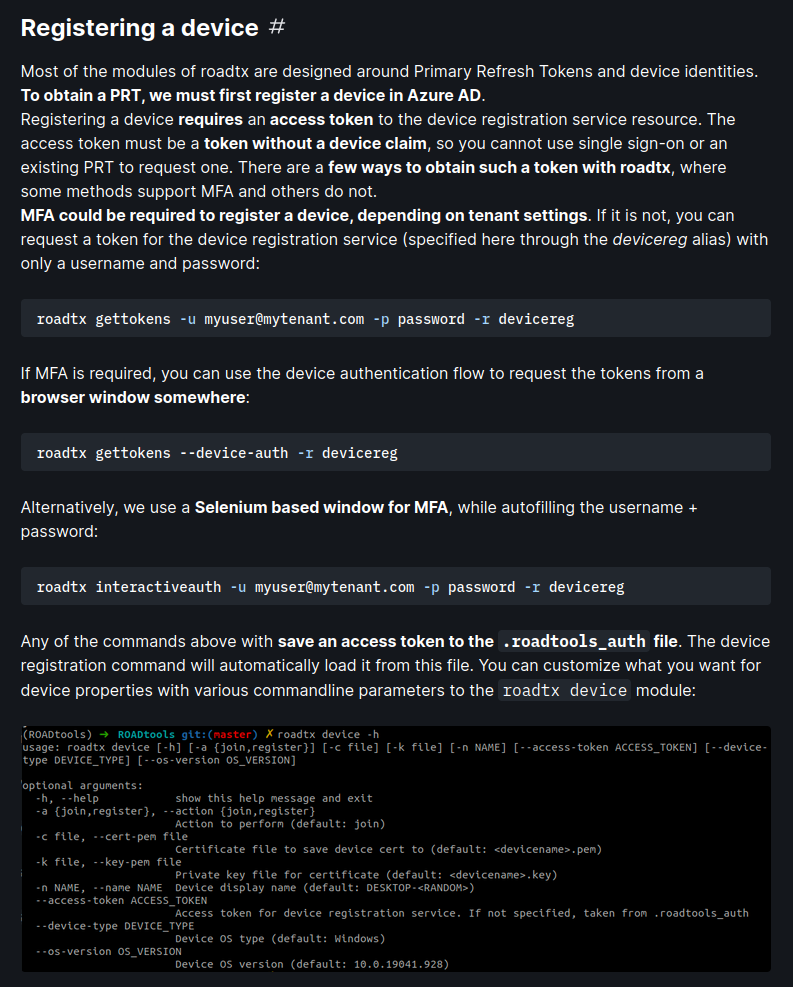 Registering a device #
Most of the modules of roadtx are designed around Primary Refresh Tokens and device identities.
To obtain a PRT, we must first register a device in Azure AD.
Registering a device requires an access token to the device registration service resource. The
access token must be a token without a device claim, so you cannot use single sign-on or an
existing PRT to request one. There are a few ways to obtain such a token with roadtx, where
some methods support MFA and others do not.
MFA could be required to register a device, depending on tenant settings. If it is not, you can
request a token for the device registration service (specified here through the devicereg alias) with
only a username and password:
roadtx gettokens -u myuser@mytenant.com -p password -r devicereg
If MFA is required, you can use the device authentication flow to request the tokens from a
browser window somewhere:
roadtx gettokens --device-auth -r devicereg
Alternatively, we use a Selenium based window for MFA, while autofilling the username +
password:
roadtx interactiveauth -u myuser@mytenant.com -p password -r devicereg
Any of the commands above with save an access token to the .roadtools_auth file. The device
registration command will automatically load it from this file. You can customize what you want for
device properties with various commandline parameters to the roadtx device module:
(ROADtools) ➜ ROADtools git:(master) ✗ roadtx device -h
usage: roadtx device [-h] [-a {join,register}] [-c file] [-k file] [-n NAME] [--access-token ACCESS_TOKEN] [--device-
type DEVICE_TYPE] [--os-version OS_VERSION]
optional arguments:
-h, --help show this help message and exit
-a {join,register}, --action {join,register}
Action to perform (default: join)
-c file, --cert-pem file
Certificate file to save device cert to (default: <devicename>.pem)
-k file, --key-pem file
Private key file for certificate (default: <devicename>.key)
-n NAME, --name NAME Device display name (default: DESKTOP-<RANDOM>)
--access-token ACCESS_TOKEN
Access token for device registration service. If not specified, taken from .roadtools_auth
--device-type DEVICE_TYPE
Device OS type (default: Windows)
--os-version OS_VERSION
Device OS version (default: 10.0.19041.928)